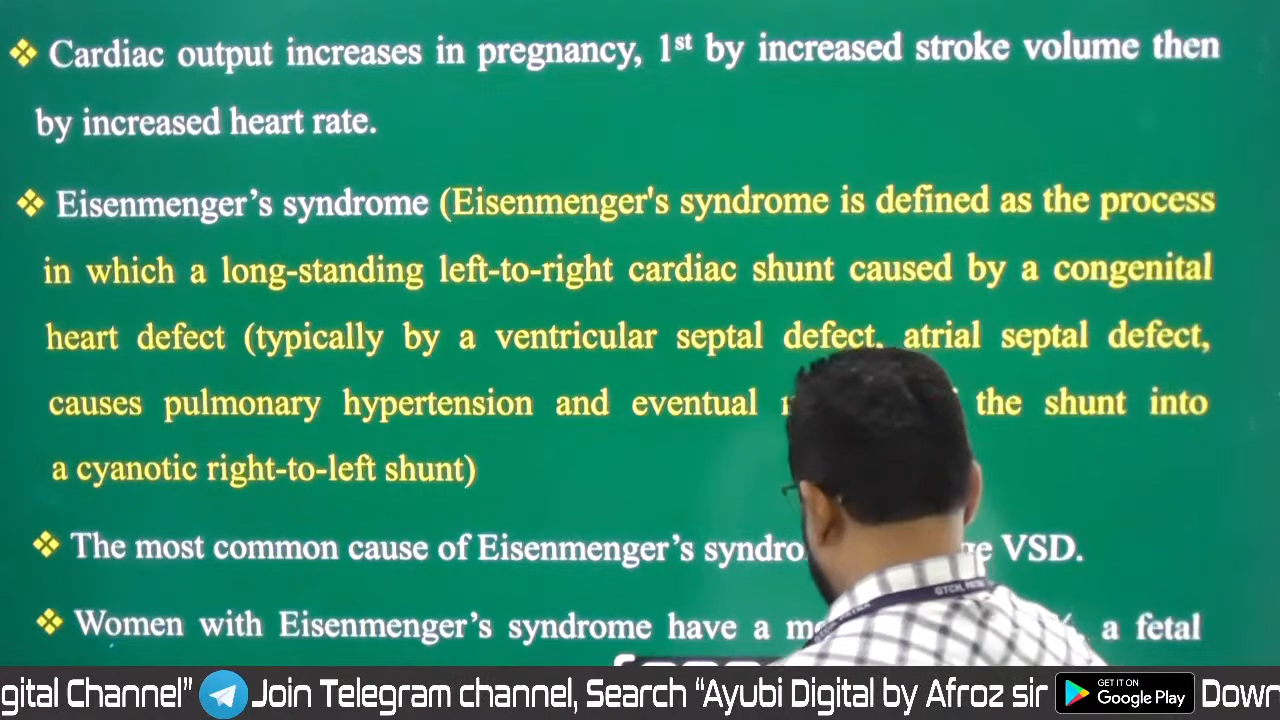 Cardiac output increases in pregnancy, 1st by increased stroke volume then
by increased heart rate.
Eisenmenger’s syndrome (Eisenmenger's syndrome is defined as the process
in which a long-standing left-to-right cardiac shunt caused by a congenital
heart defect (typically by a ventricular septal defect, atrial septal defect,
causes pulmonary hypertension and eventual the shunt into
a cyanotic right-to-left shunt)
The most common cause of Eisenmenger’s VSD.
Women with Eisenmenger’s syndrome have a a fetal
GTCH,
gital Channel” Join Telegram channel, Search “Ayubi Digital by Afroz sir GET IT ON Google Play Down